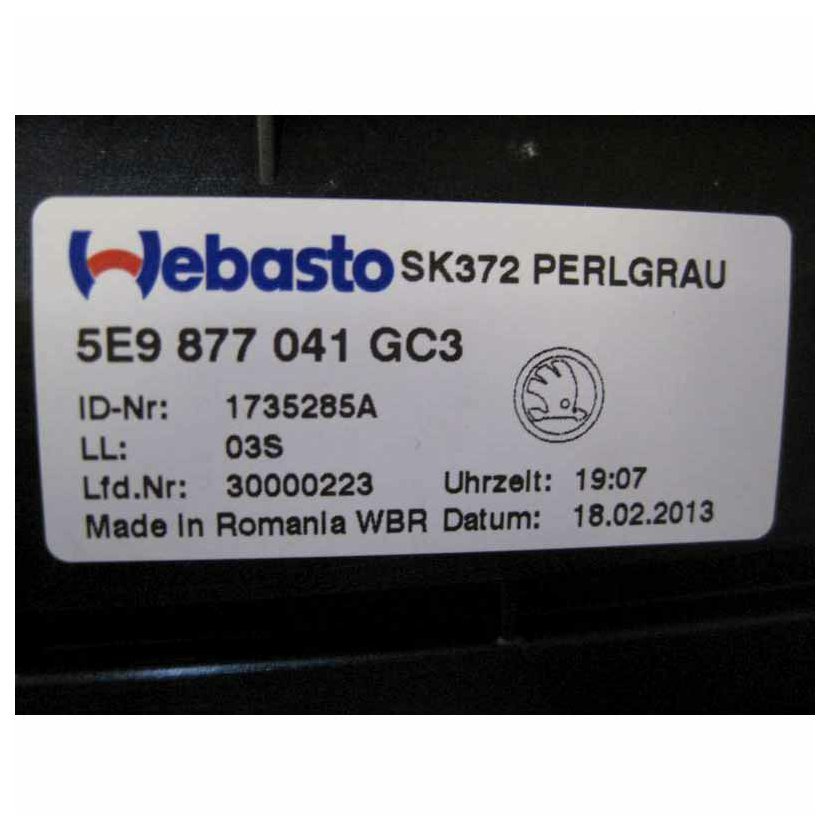 Webasto SK372 PERLGRAU
5E9 877 041 GC3
ID-Nr: 1735285A
LL: 03S
Lfd.Nr: 30000223 Uhrzeit: 19:07
Made in Romania WBR Datum: 18.02.2013